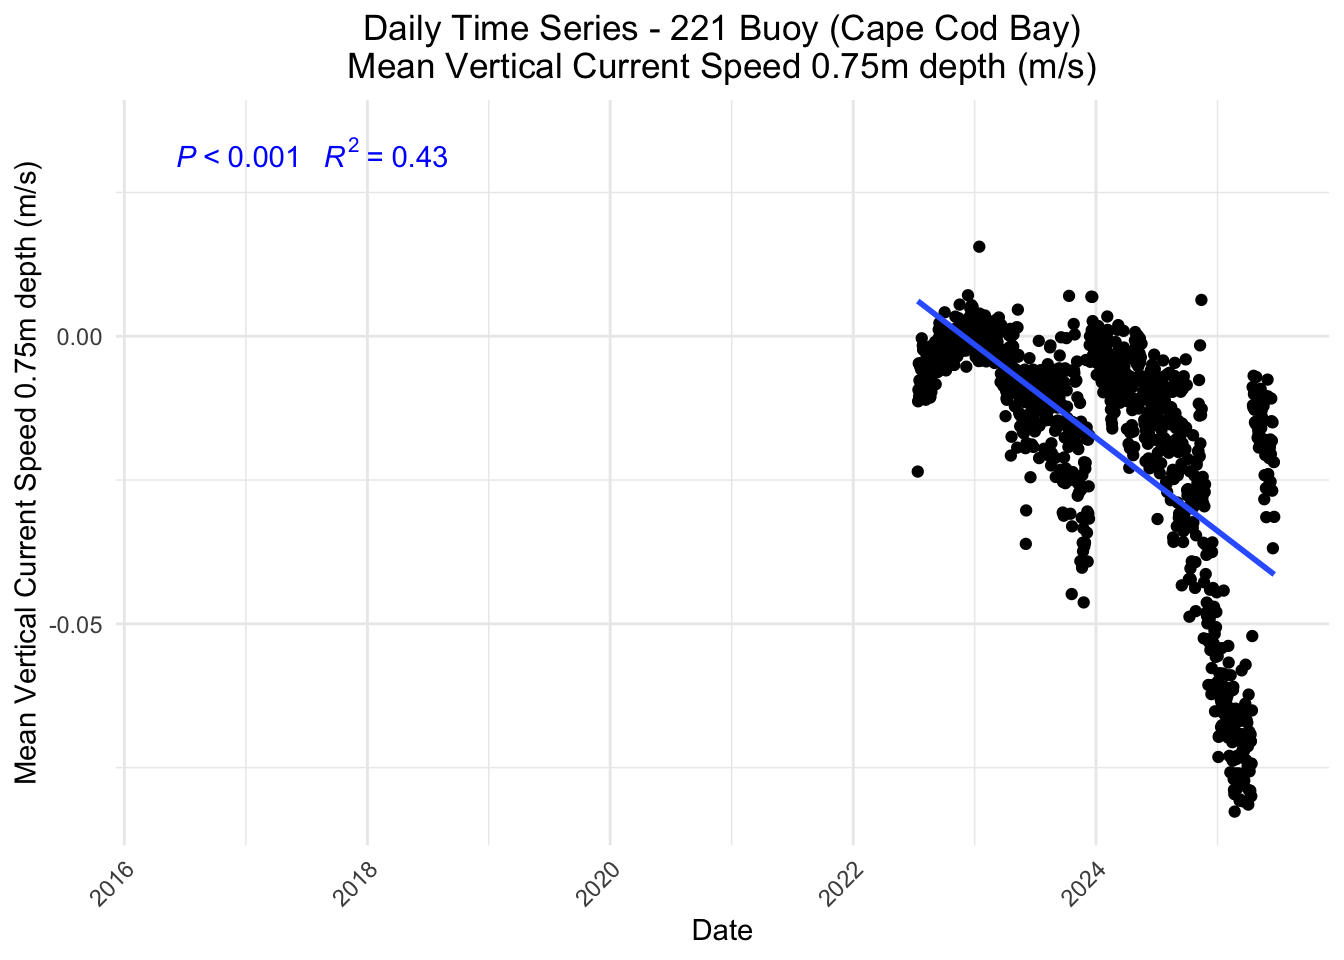 Daily Time Series - 221 Buoy (Cape Cod Bay)
Mean Vertical Current Speed 0.75m depth (m/s)
P < 0.001 R² = 0.43
Mean Vertical Current Speed 0.75m depth (m/s)
0.00
-0.05
2016
2018
2020
2022
2024
Date